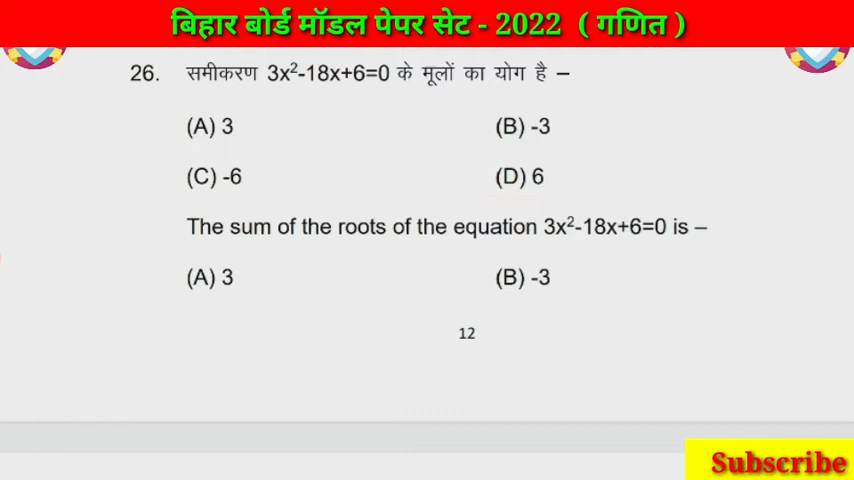 बिहार बोर्ड मॉडल पेपर सेट - 2022 ( गणित )
26. समीकरण 3x²-18x+6=0 के मूलों का योग है –
(A) 3 (B) -3
(C) -6 (D) 6
The sum of the roots of the equation 3x²-18x+6=0 is –
(A) 3 (B) -3
12
Subscribe